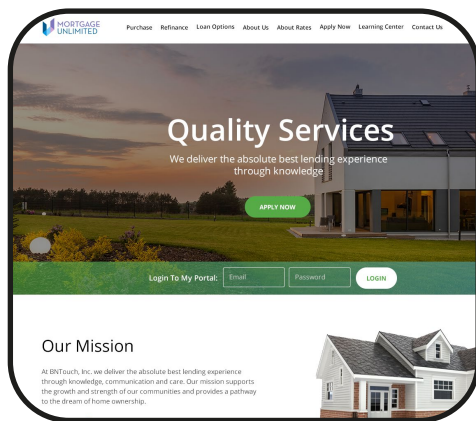 MORTGAGE
UNLIMITED
Purchase Refinance Loan Options About Us About Rates Apply Now Learning Center Contact Us
Quality Services
We deliver the absolute best lending experience
through knowledge
APPLY NOW
Login To My Portal: Email Password LOGIN
Our Mission
At BNTouch, Inc. we deliver the absolute best lending experience
through knowledge, communication and care. Our mission supports
the growth and strength of our communities and provides a pathway
to the dream of home ownership.